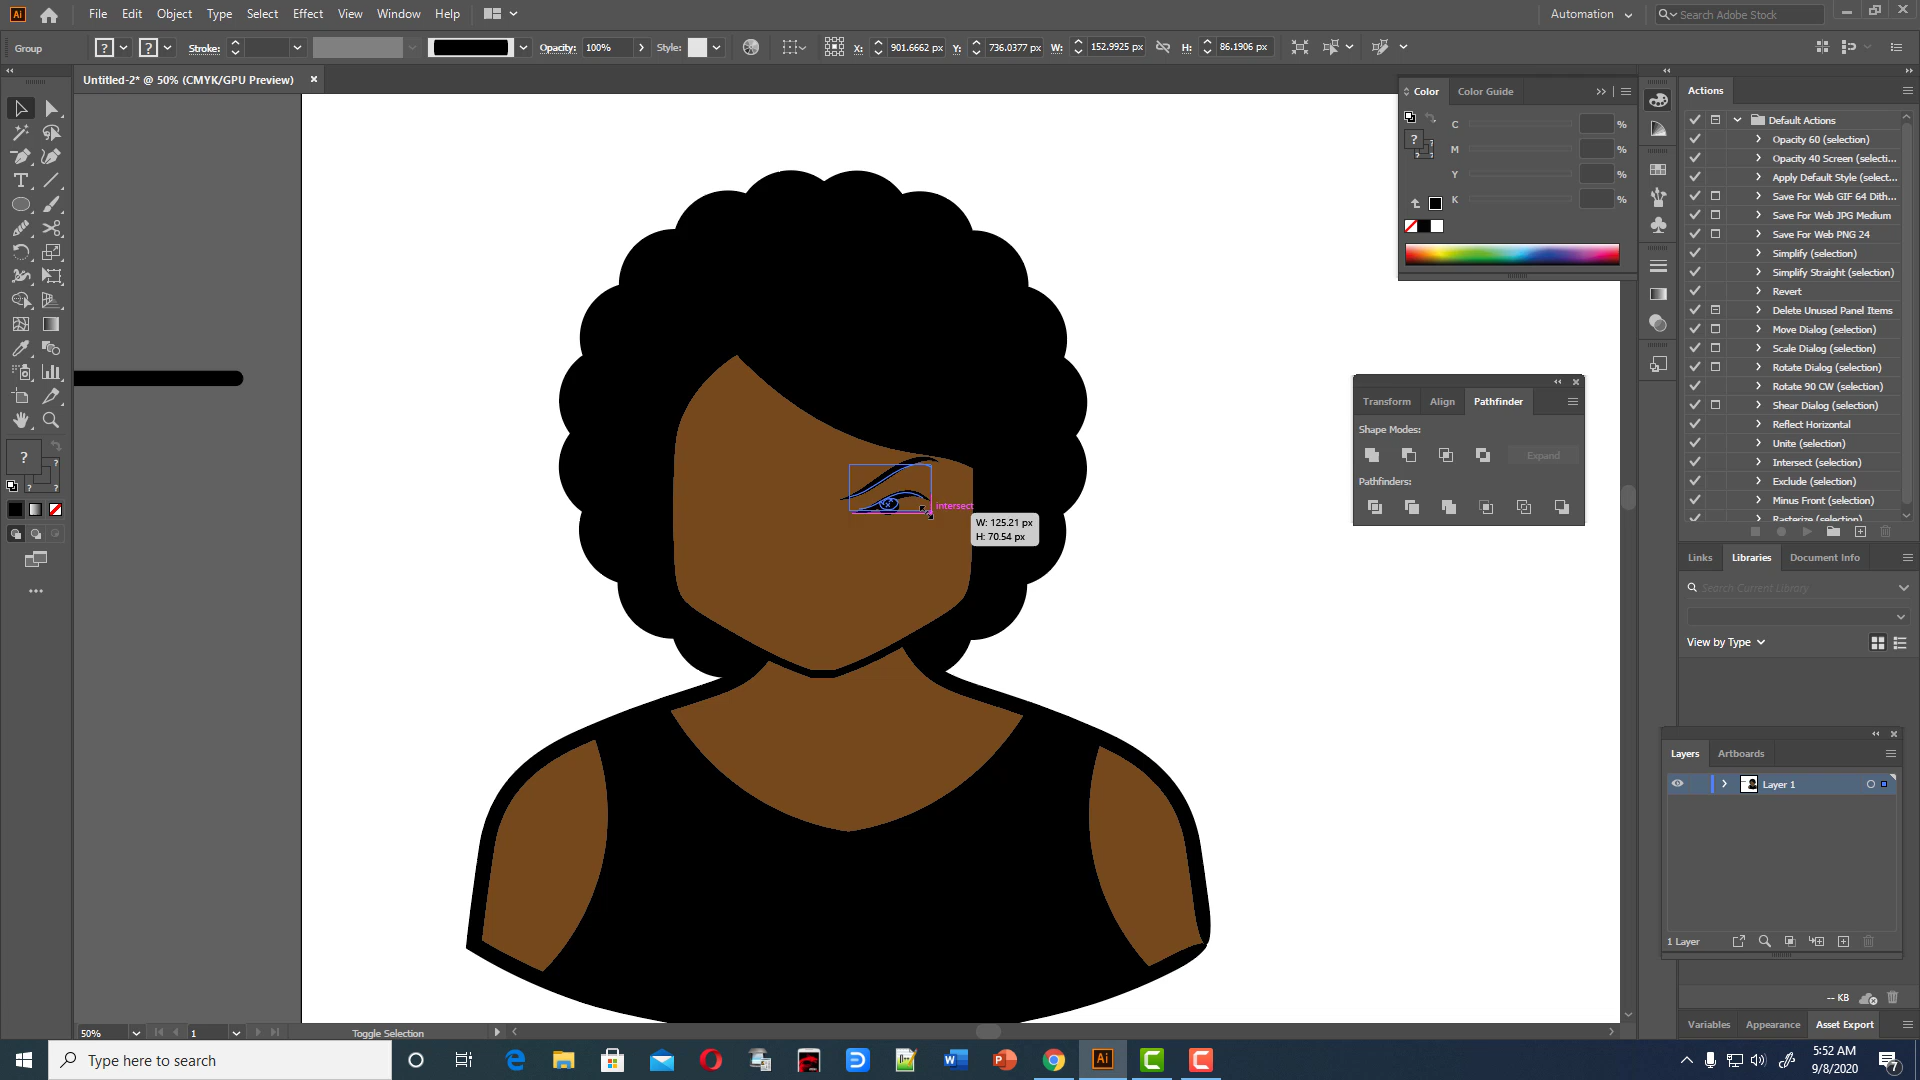 Ai File Edit Object Type Select Effect View Window Help Automation Search Adobe Stock
Group ? ? Stroke: Opacity: 100% Style: X: 901.6662 px Y: 736.0377 px W: 152.9925 px H: 86.1906 px
Untitled-2* @ 50% (CMYK/GPU Preview)
Color Color Guide
C %
M %
Y %
K %
Actions
Default Actions
Opacity 60 (selection)
Opacity 40 Screen (selecti...
Apply Default Style (select...
Save For Web GIF 64 Dith...
Save For Web JPG Medium
Save For Web PNG 24
Simplify (selection)
Simplify Straight (selection)
Revert
Delete Unused Panel Items
Move Dialog (selection)
Scale Dialog (selection)
Rotate Dialog (selection)
Rotate 90 CW (selection)
Shear Dialog (selection)
Reflect Horizontal
Unite (selection)
Intersect (selection)
Exclude (selection)
Minus Front (selection)
Rasterize (selection)
Transform Align Pathfinder
Shape Modes:
Expand
Pathfinders:
intersect
W: 125.21 px
H: 70.54 px
Links Libraries Document Info
Search Current Library
View by Type
Layers Artboards
Layer 1
1 Layer
-- KB
Variables Appearance Asset Export
50% 1 Toggle Selection
Type here to search
5:52 AM
9/8/2020
7